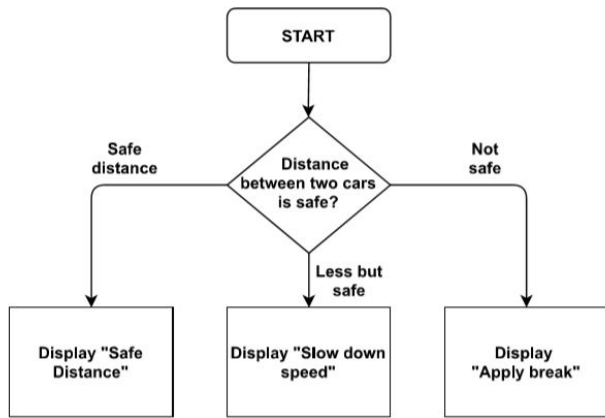 START
Safe
distance
Distance
between two cars
is safe?
Not
safe
Less but
safe
Display "Safe
Distance"
Display "Slow down
speed"
Display
"Apply break"